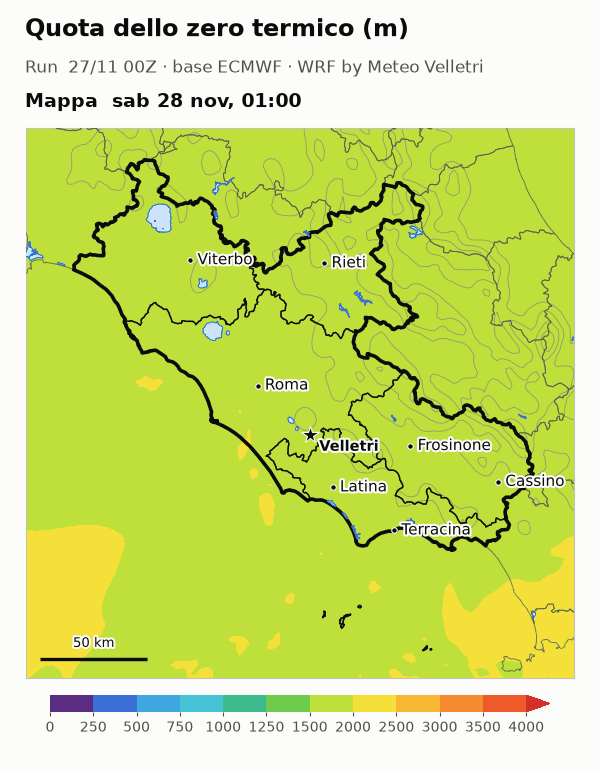 Quota dello zero termico (m)
Run  27/11 00Z · base ECMWF · WRF by Meteo Velletri
Mappa  sab 28 nov, 01:00
Viterbo
Rieti
Roma
Velletri
Frosinone
Latina
Cassino
Terracina
50 km
0 250 500 750 1000 1250 1500 2000 2500 3000 3500 4000